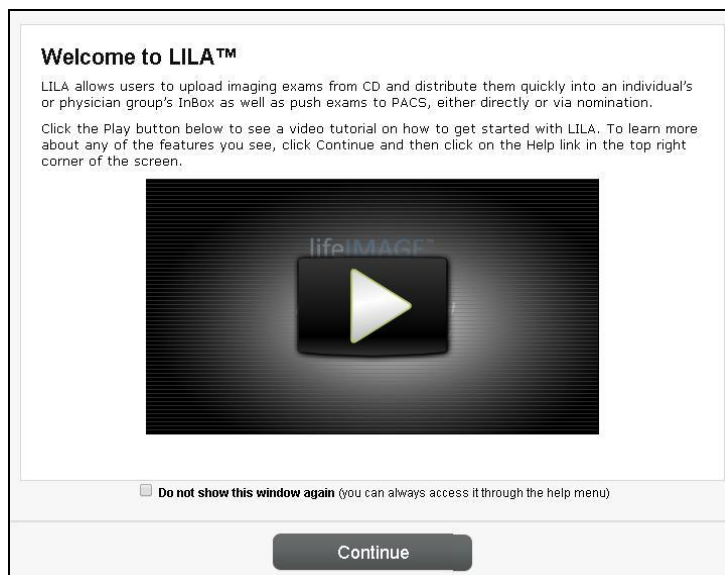 Welcome to LILA™
LILA allows users to upload imaging exams from CD and distribute them quickly into an individual's
or physician group's InBox as well as push exams to PACS, either directly or via nomination.
Click the Play button below to see a video tutorial on how to get started with LILA. To learn more
about any of the features you see, click Continue and then click on the Help link in the top right
corner of the screen.
lifeIMAGE™
Do not show this window again (you can always access it through the help menu)
Continue